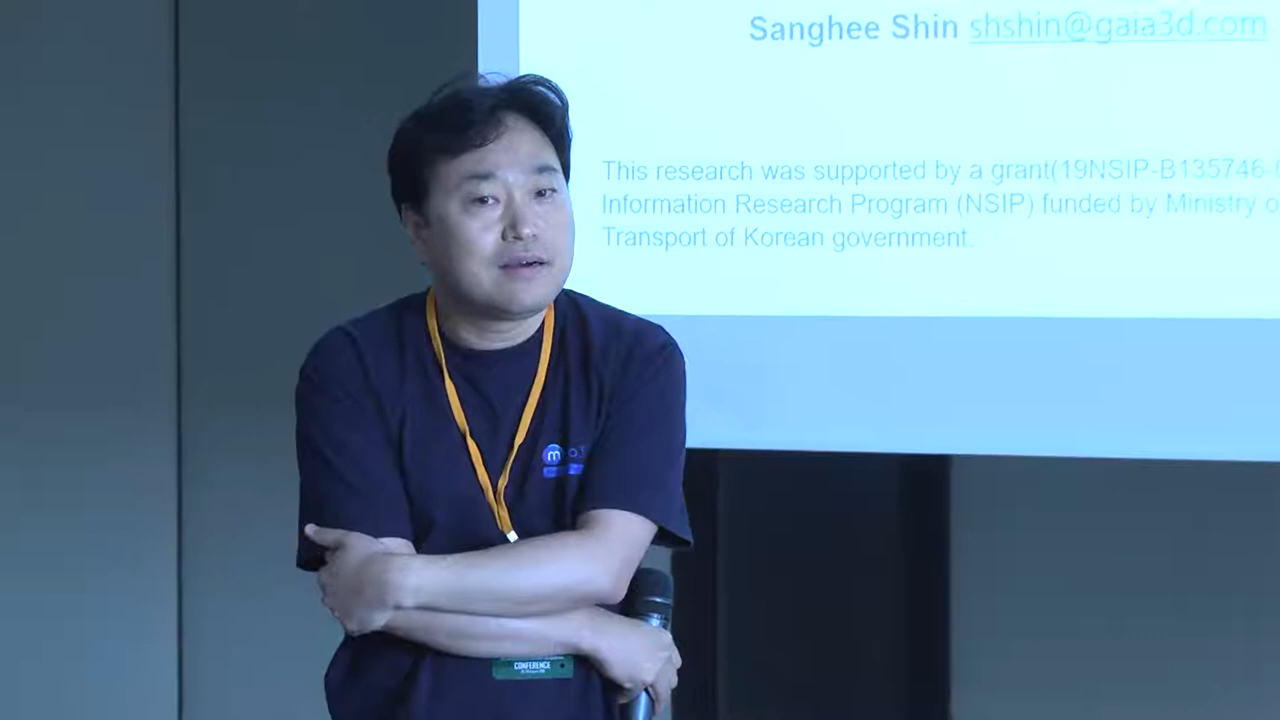 Sanghee Shin shshin@gaia3d.com
This research was supported by a grant(19NSIP-B135746-
Information Research Program (NSIP) funded by Ministry o
Transport of Korean government.
m
CONFERENCE